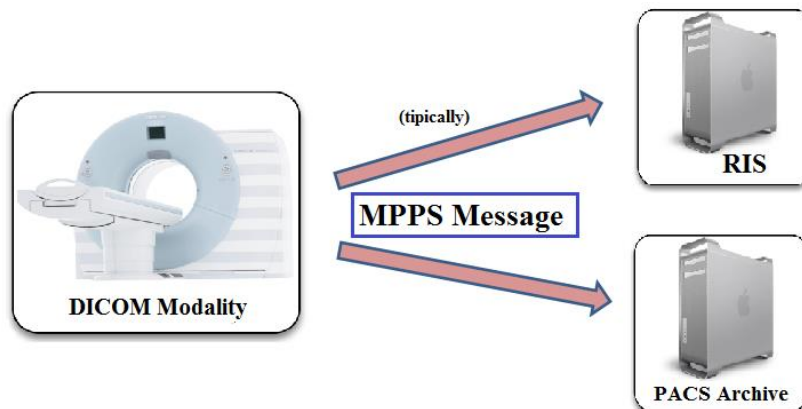 (tipically)
RIS
MPPS Message
DICOM Modality
PACS Archive